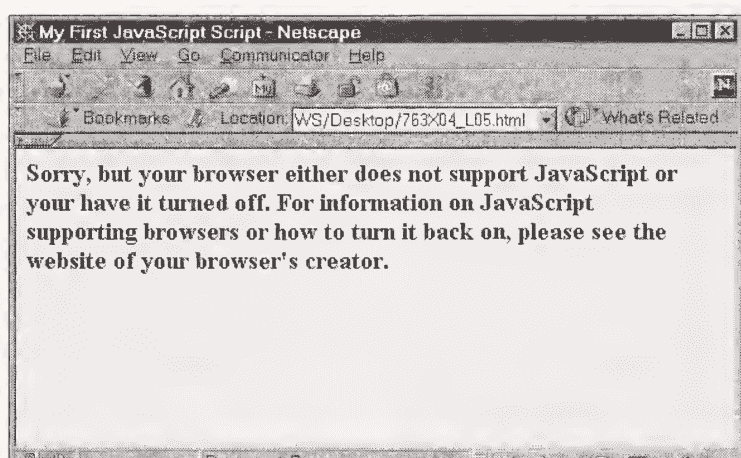 My First JavaScript Script - Netscape
File Edit View Go Communicator Help
My N
Bookmarks Location: WS/Desktop/763X04_L05.html What's Related
Sorry, but your browser either does not support JavaScript or
your have it turned off. For information on JavaScript
supporting browsers or how to turn it back on, please see the
website of your browser's creator.